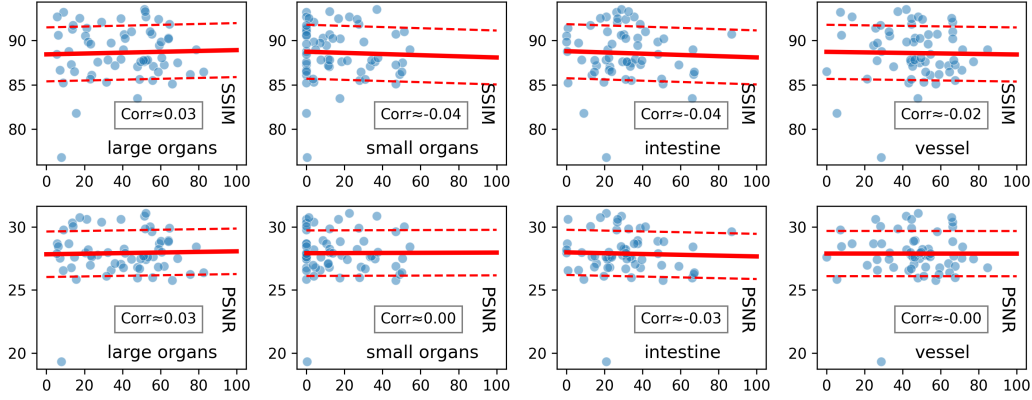 90
85
80
SSIM
Corr≈0.03
large organs
0 20 40 60 80 100
90
85
80
SSIM
Corr≈-0.04
small organs
0 20 40 60 80 100
90
85
80
SSIM
Corr≈-0.04
intestine
0 20 40 60 80 100
90
85
80
SSIM
Corr≈-0.02
vessel
0 20 40 60 80 100
30
25
20
PSNR
Corr≈0.03
large organs
0 20 40 60 80 100
30
25
20
PSNR
Corr≈0.00
small organs
0 20 40 60 80 100
30
25
20
PSNR
Corr≈-0.03
intestine
0 20 40 60 80 100
30
25
20
PSNR
Corr≈-0.00
vessel
0 20 40 60 80 100